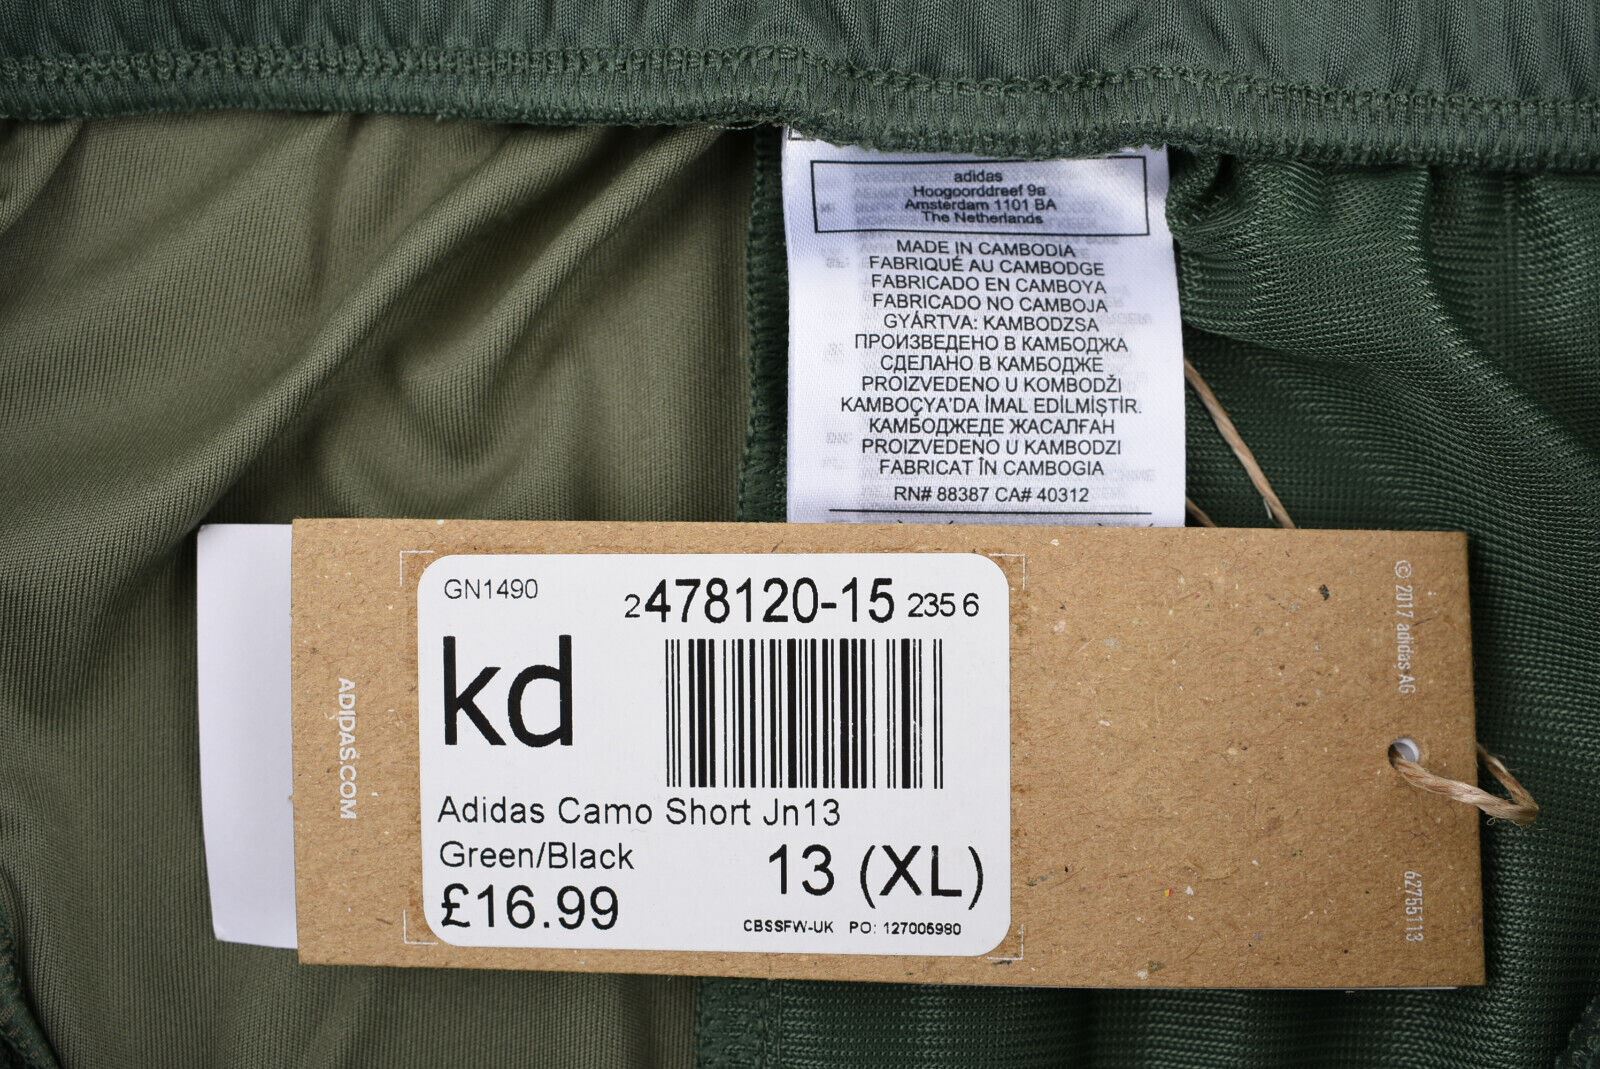 adidas
Hoogoorddreef 9a
Amsterdam 1101 BA
The Netherlands
MADE IN CAMBODIA
FABRIQUÉ AU CAMBODGE
FABRICADO EN CAMBOYA
FABRICADO NO CAMBOJA
GYÁRTVA: KAMBODZSA
ПРОИЗВЕДЕНО В КАМБОДЖА
СДЕЛАНО В КАМБОДЖЕ
PROIZVEDENO U KOMBODŽI
KAMBOÇYA'DA İMAL EDİLMİŞTİR.
КАМБОДЖЕДЕ ЖАСАЛҒАН
PROIZVEDENO U KAMBODZI
FABRICAT ÎN CAMBOGIA
RN# 88387 CA# 40312
GN1490
2 478120-15 2356
kd
Adidas Camo Short Jn13
Green/Black
13 (XL)
£16.99
CBSSFW-UK PO: 127006980
ADIDAS.COM
© 2017 adidas AG
62755113